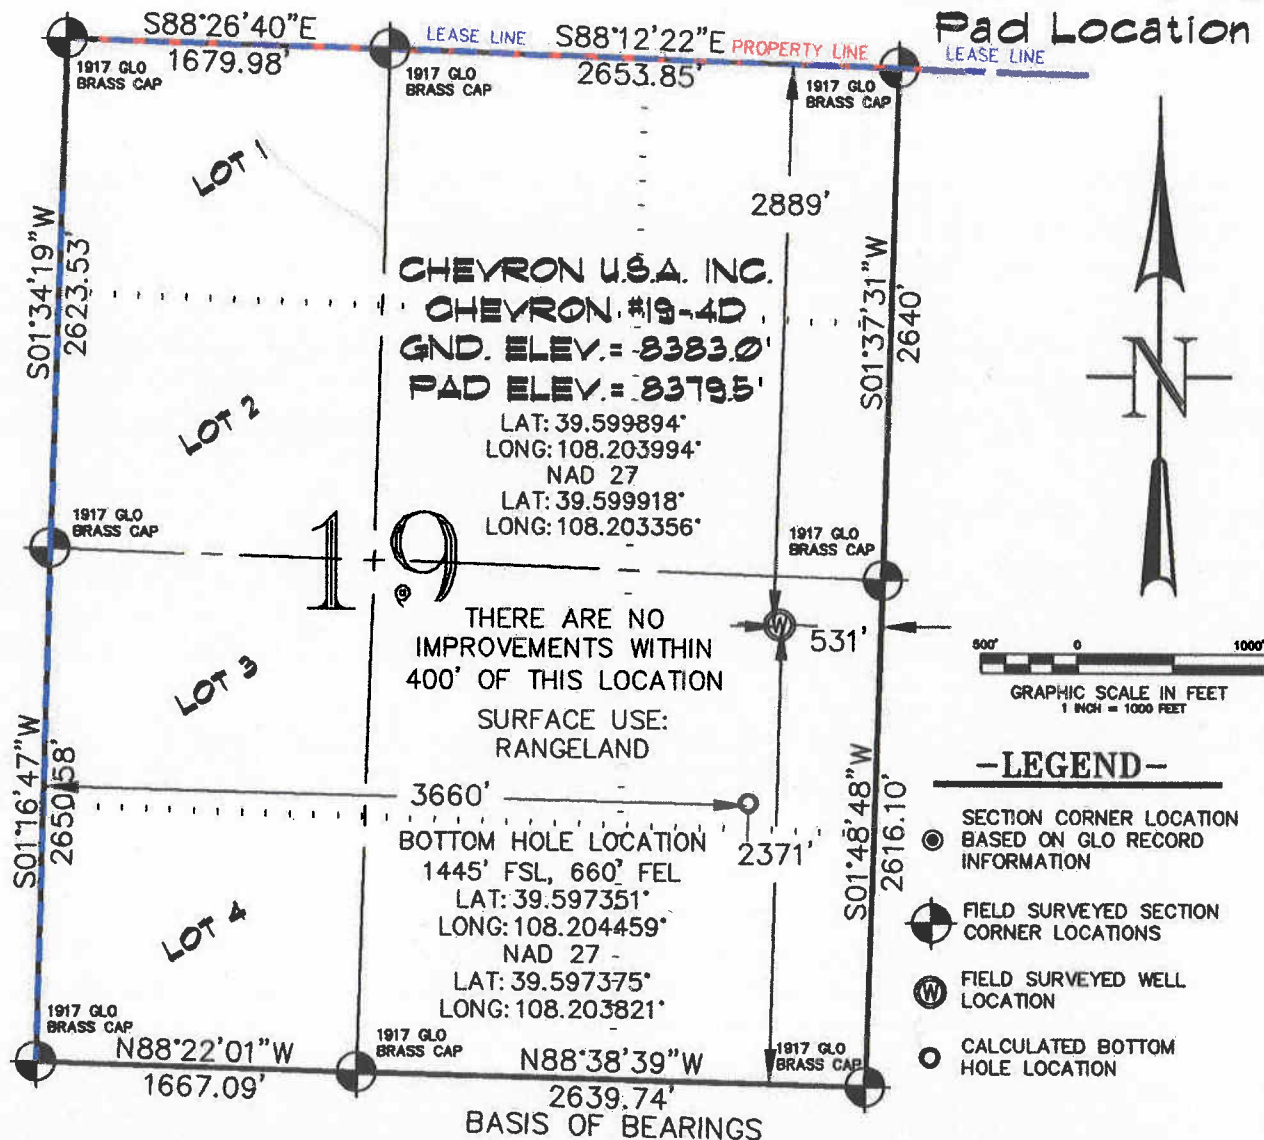 Pad Location
S88°26'40"E
1679.98'
LEASE LINE
S88°12'22"E
2653.85'
PROPERTY LINE
LEASE LINE
1917 GLO
BRASS CAP
1917 GLO
BRASS CAP
1917 GLO
BRASS CAP
LOT 1
2889'
S01°34'19"W
2623.53'
S01°37'31"W
2640'
CHEVRON U.S.A. INC.
CHEVRON #19-4D
GND. ELEV.= 8383.0'
PAD ELEV.= 8379.5'
LAT: 39.599894°
LONG: 108.203994°
NAD 27
LAT: 39.599918°
LONG: 108.203356°
LOT 2
N
1917 GLO
BRASS CAP
19
1917 GLO
BRASS CAP
THERE ARE NO
IMPROVEMENTS WITHIN
400' OF THIS LOCATION
W
531'
SURFACE USE:
RANGELAND
LOT 3
500' 0 1000'
GRAPHIC SCALE IN FEET
1 INCH = 1000 FEET
S01°16'47"W
2650.58'
3660'
S01°48'48"W
2616.10'
BOTTOM HOLE LOCATION
1445' FSL, 660' FEL
LAT: 39.597351°
LONG: 108.204459°
NAD 27
LAT: 39.597375°
LONG: 108.203821°
2371'
LOT 4
-LEGEND-
SECTION CORNER LOCATION
BASED ON GLO RECORD
INFORMATION
FIELD SURVEYED SECTION
CORNER LOCATIONS
W
FIELD SURVEYED WELL
LOCATION
CALCULATED BOTTOM
HOLE LOCATION
1917 GLO
BRASS CAP
1917 GLO
BRASS CAP
1917 GLO
BRASS CAP
N88°22'01"W
1667.09'
N88°38'39"W
2639.74'
BASIS OF BEARINGS